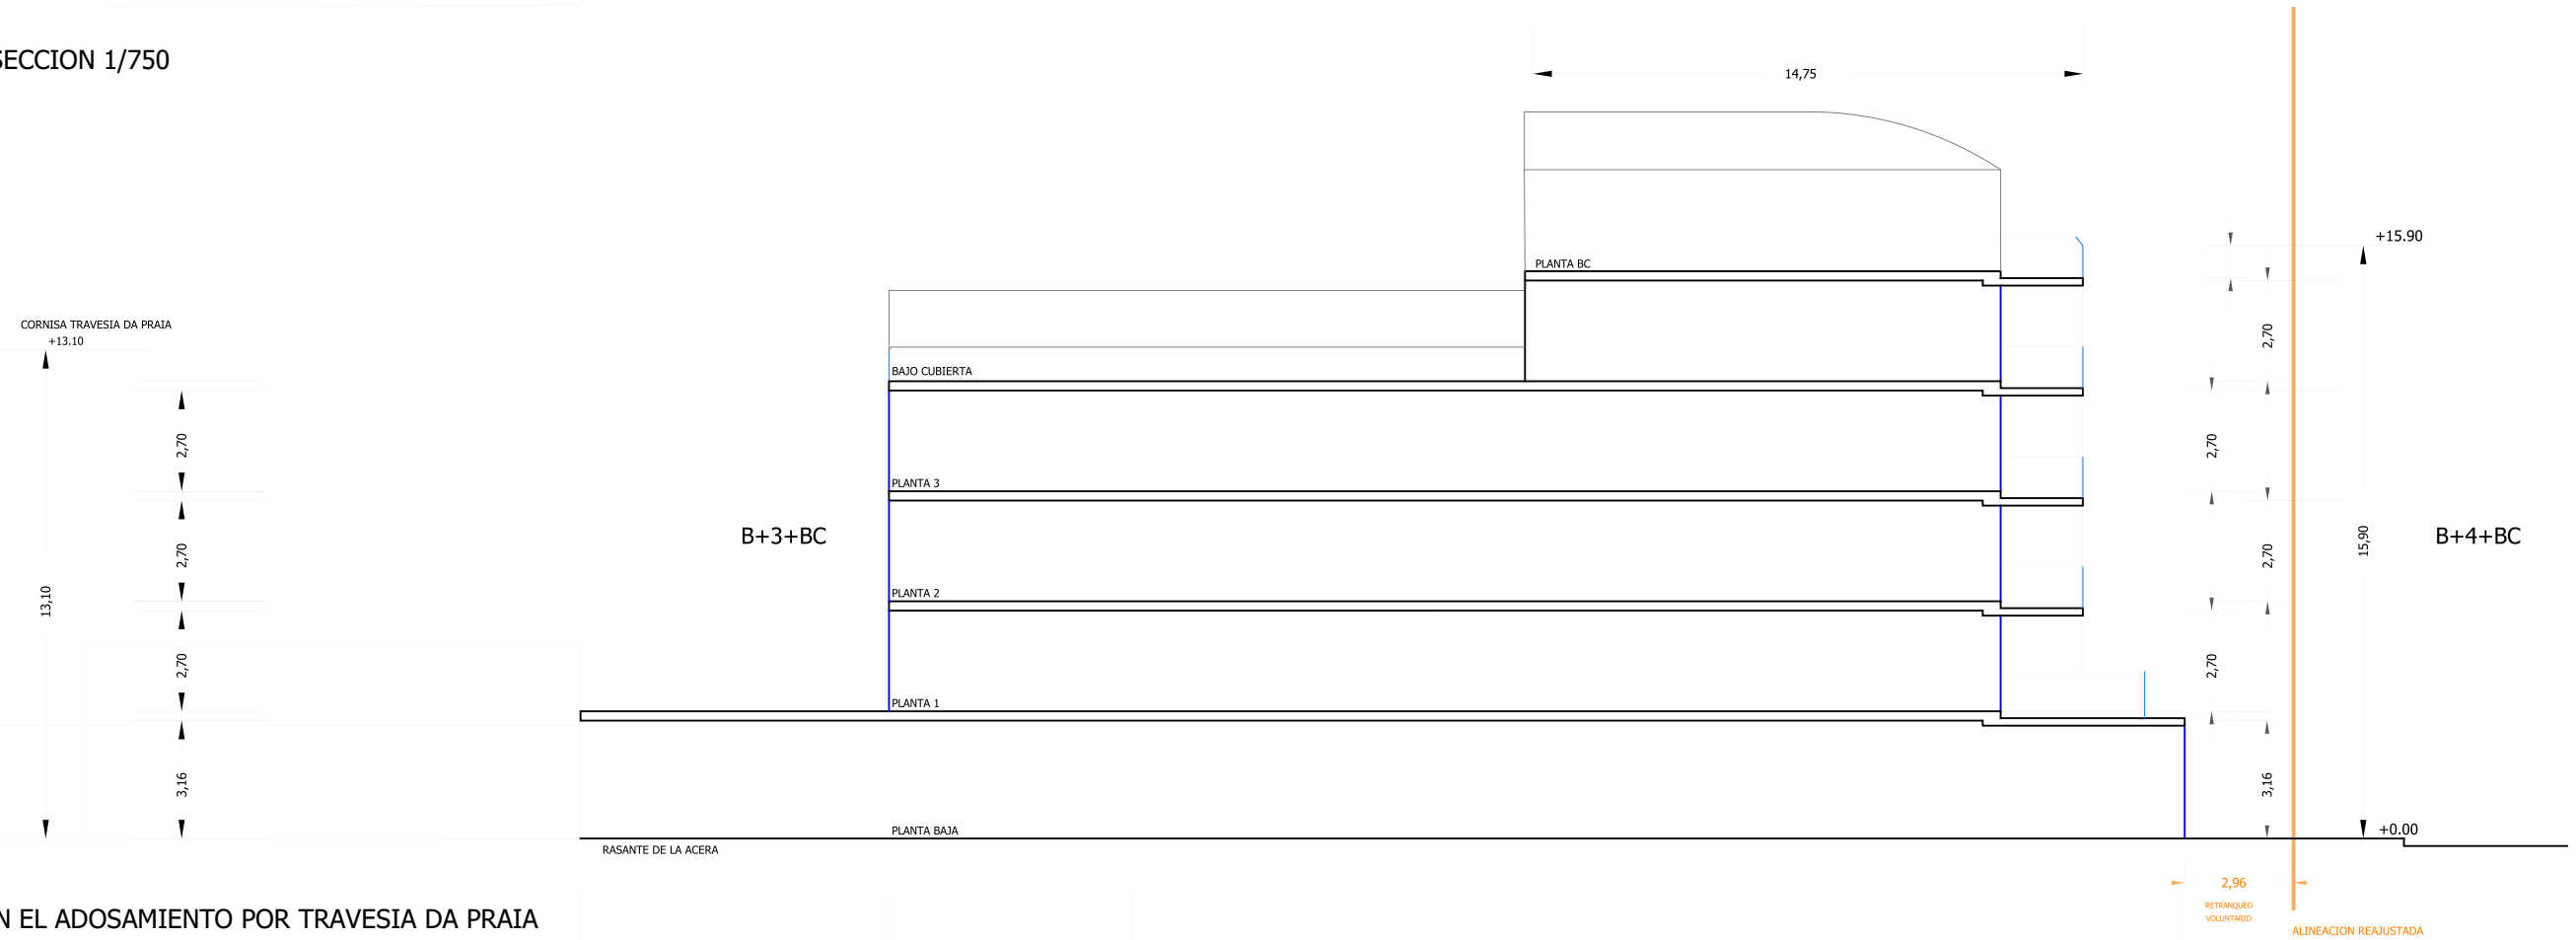 SECCION 1/750
14,75
+15.90
PLANTA BC
CORNISA TRAVESIA DA PRAIA
+13.10
2,70
BAJO CUBIERTA
2,70
2,70
PLANTA 3
B+3+BC
B+4+BC
15,90
2,70
2,70
PLANTA 2
13,10
2,70
2,70
PLANTA 1
3,16
3,16
PLANTA BAJA
+0.00
RASANTE DE LA ACERA
2,96
RETRANQUEO
VOLUNTARIO
N EL ADOSAMIENTO POR TRAVESIA DA PRAIA
ALINEACION REAJUSTADA